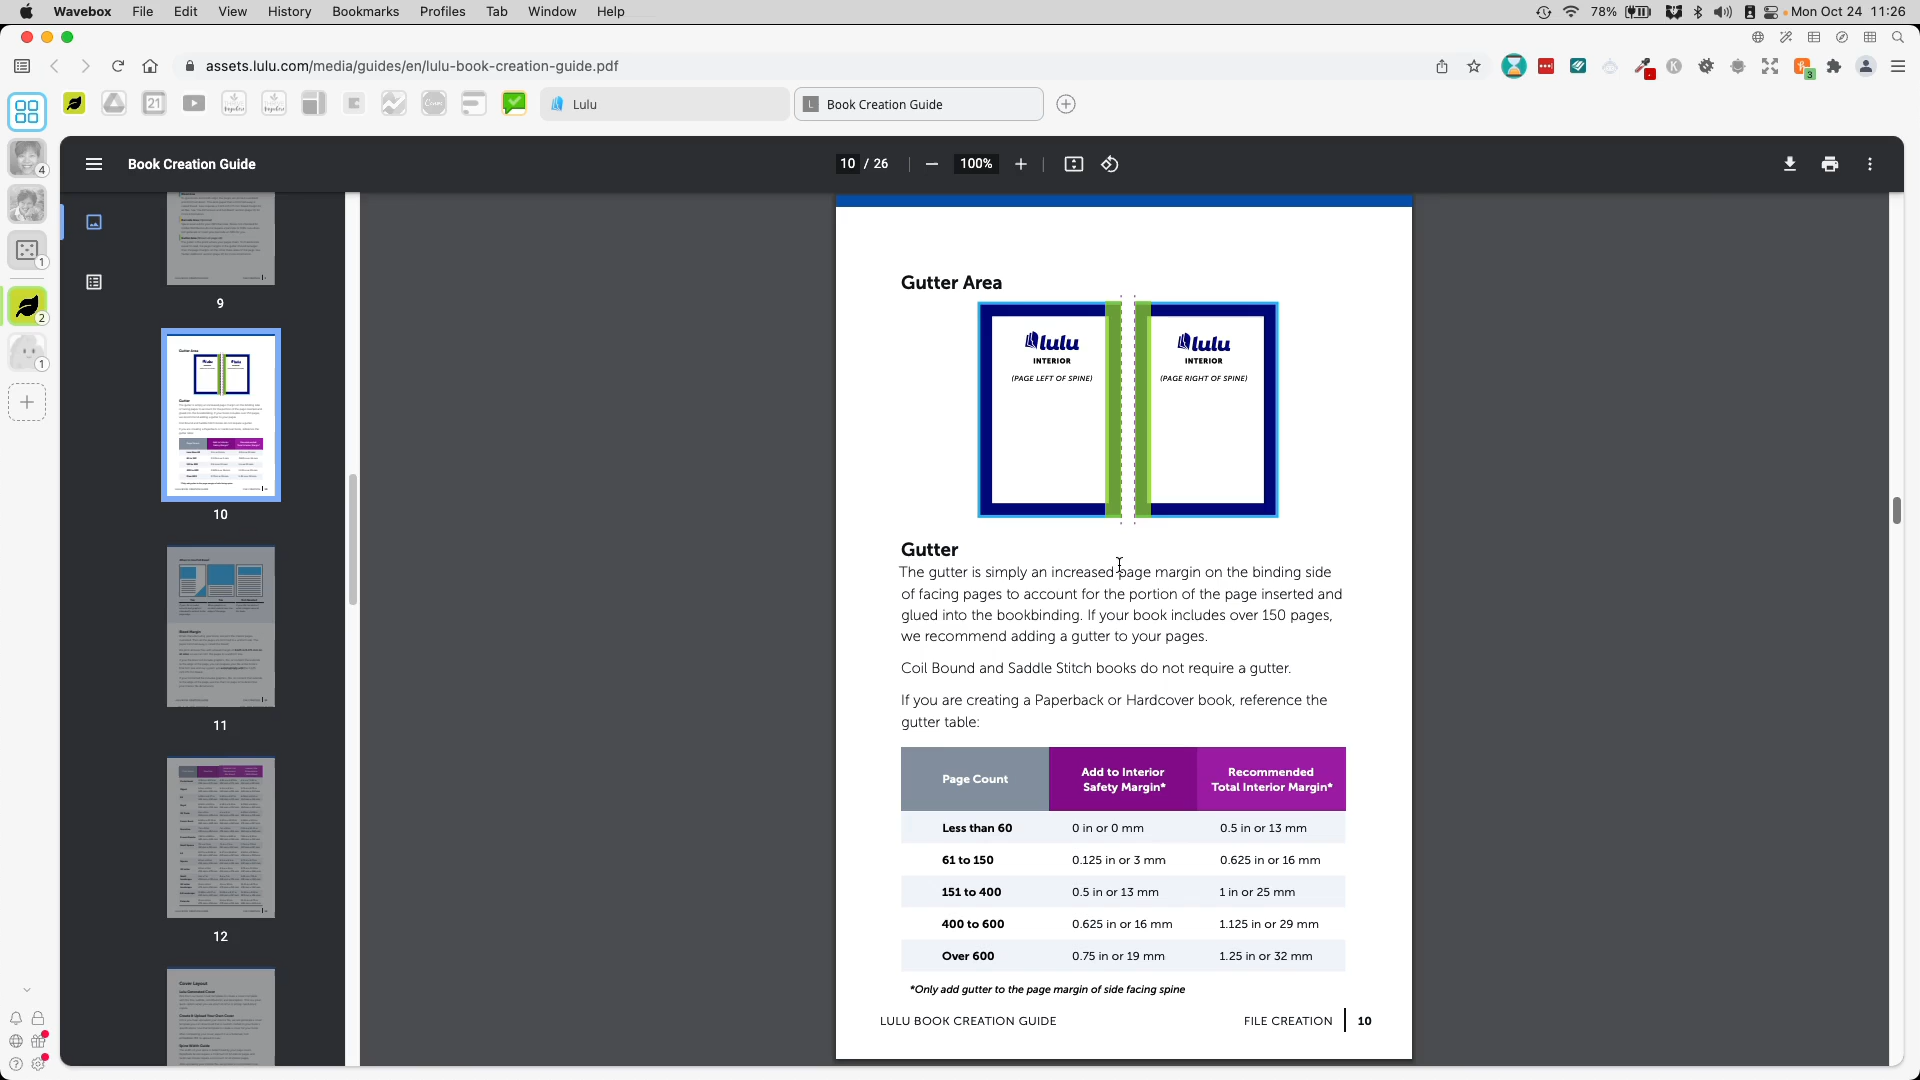 Wavebox File Edit View History Bookmarks Profiles Tab Window Help 78% Mon Oct 24 11:26
assets.lulu.com/media/guides/en/lulu-book-creation-guide.pdf
K
3
21
Lulu
L Book Creation Guide
Book Creation Guide
10 / 26
100%
4
1
2
1
9
10
11
12
Gutter Area
lulu
INTERIOR
(PAGE LEFT OF SPINE)
lulu
INTERIOR
(PAGE RIGHT OF SPINE)
Gutter
The gutter is simply an increased page margin on the binding side
of facing pages to account for the portion of the page inserted and
glued into the bookbinding. If your book includes over 150 pages,
we recommend adding a gutter to your pages.
Coil Bound and Saddle Stitch books do not require a gutter.
If you are creating a Paperback or Hardcover book, reference the
gutter table:
Page Count
Add to Interior
Safety Margin*
Recommended
Total Interior Margin*
Less than 60 0 in or 0 mm 0.5 in or 13 mm
61 to 150 0.125 in or 3 mm 0.625 in or 16 mm
151 to 400 0.5 in or 13 mm 1 in or 25 mm
400 to 600 0.625 in or 16 mm 1.125 in or 29 mm
Over 600 0.75 in or 19 mm 1.25 in or 32 mm
*Only add gutter to the page margin of side facing spine
LULU BOOK CREATION GUIDE FILE CREATION 10